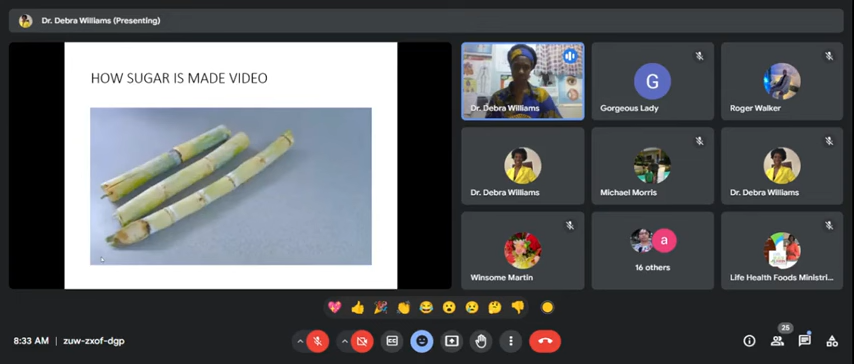 Dr. Debra Williams (Presenting)
HOW SUGAR IS MADE VIDEO
Dr. Debra Williams
G
Gorgeous Lady
Roger Walker
Dr. Debra Williams
Michael Morris
Dr. Debra Williams
Winsome Martin
a
16 others
Life Health Foods Ministri...
8:33 AM | zuw-zxof-dgp
CC
25